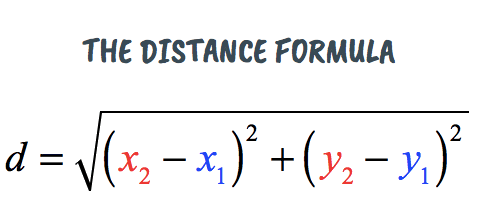 THE DISTANCE FORMULA
d = √((x₂ − x₁)² + (y₂ − y₁)²)